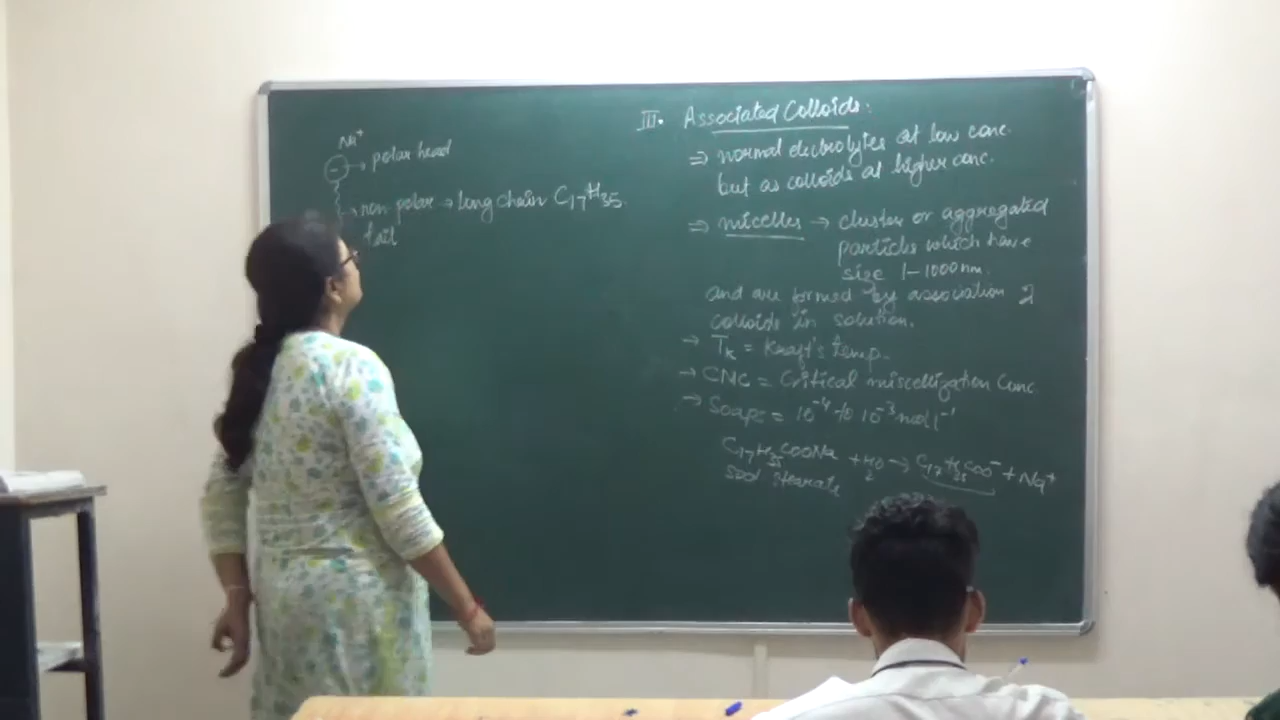 Na+
- → polar head
→ non polar → long chain C17H35.
tail
III. Associated Colloids:
⇒ normal electrolytes at low conc.
but as colloids at higher conc.
⇒ micelles → cluster or aggregated
particles which have
size 1-1000nm.
and are formed by association of
colloids in solution.
→ Tk = Kraft's temp.
→ CMC = Critical miscellization Conc
→ Soaps = 10-4 to 10-3 mol l-1
C17H35COONa + H2O → C17H35COO- + Na+
sod stearate